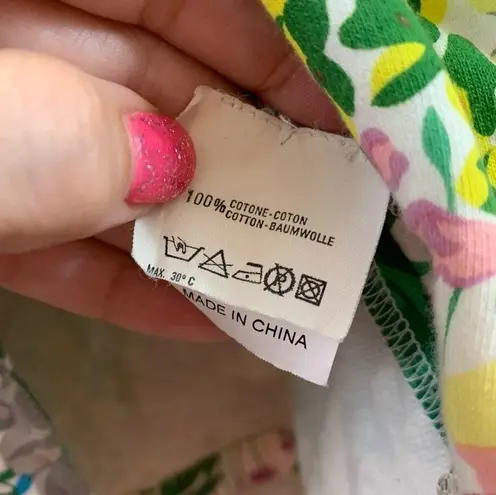 100% COTONE-COTON
COTTON-BAUMWOLLE
MAX. 30° C
MADE IN CHINA